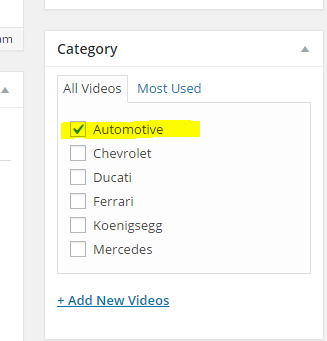 am
Category
All Videos Most Used
Automotive
Chevrolet
Ducati
Ferrari
Koenigsegg
Mercedes
+ Add New Videos